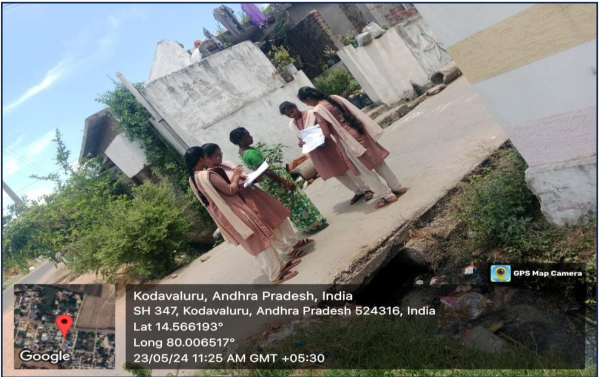 GPS Map Camera
Kodavaluru, Andhra Pradesh, India
SH 347, Kodavaluru, Andhra Pradesh 524316, India
Lat 14.566193°
Long 80.006517°
23/05/24 11:25 AM GMT +05:30
Google